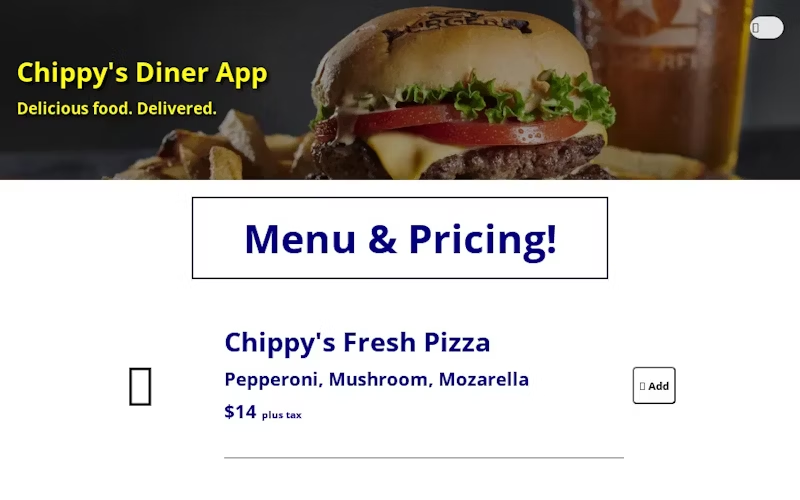 Chippy's Diner App
Delicious food. Delivered.
Menu & Pricing!
Chippy's Fresh Pizza
Pepperoni, Mushroom, Mozarella
$14 plus tax
Add